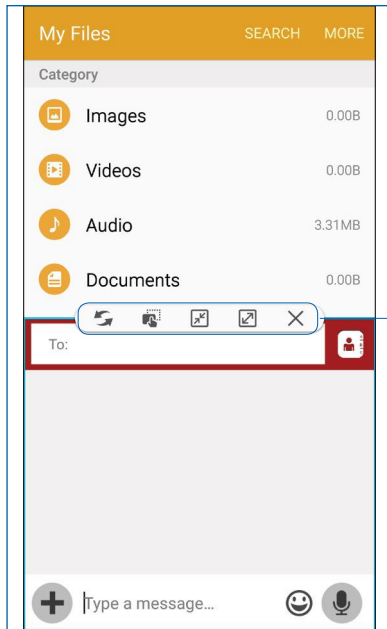 My Files SEARCH MORE
Category
Images 0.00B
Videos 0.00B
Audio 3.31MB
Documents 0.00B
To:
Type a message...